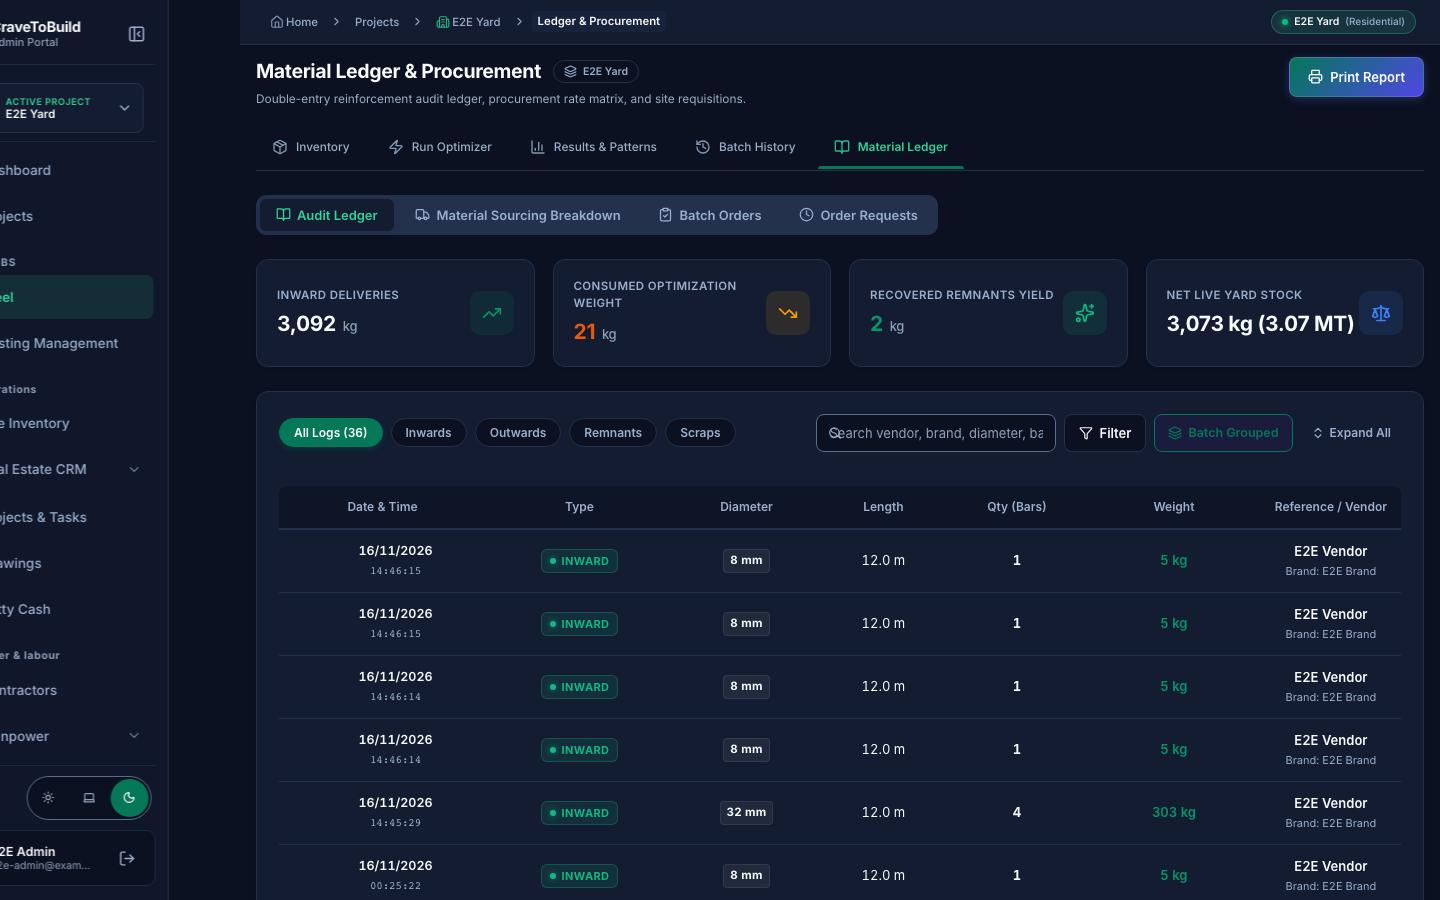 raveToBuild
dmin Portal
ACTIVE PROJECT
E2E Yard
shboard
jects
BS
eel
sting Management
rations
e Inventory
al Estate CRM
jects & Tasks
awings
tty Cash
er & labour
ntractors
npower
2E Admin
2e-admin@exam...
Home
Projects
E2E Yard
Ledger & Procurement
E2E Yard (Residential)
Material Ledger & Procurement
E2E Yard
Double-entry reinforcement audit ledger, procurement rate matrix, and site requisitions.
Print Report
Inventory
Run Optimizer
Results & Patterns
Batch History
Material Ledger
Audit Ledger
Material Sourcing Breakdown
Batch Orders
Order Requests
INWARD DELIVERIES
3,092 kg
CONSUMED OPTIMIZATION
WEIGHT
21 kg
RECOVERED REMNANTS YIELD
2 kg
NET LIVE YARD STOCK
3,073 kg (3.07 MT)
All Logs (36)
Inwards
Outwards
Remnants
Scraps
Search vendor, brand, diameter, ba
Filter
Batch Grouped
Expand All
Date & Time Type Diameter Length Qty (Bars) Weight Reference / Vendor
16/11/2026 INWARD 8 mm 12.0 m 1 5 kg E2E Vendor
14:46:15 Brand: E2E Brand
16/11/2026 INWARD 8 mm 12.0 m 1 5 kg E2E Vendor
14:46:15 Brand: E2E Brand
16/11/2026 INWARD 8 mm 12.0 m 1 5 kg E2E Vendor
14:46:14 Brand: E2E Brand
16/11/2026 INWARD 8 mm 12.0 m 1 5 kg E2E Vendor
14:46:14 Brand: E2E Brand
16/11/2026 INWARD 32 mm 12.0 m 4 303 kg E2E Vendor
14:45:29 Brand: E2E Brand
16/11/2026 INWARD 8 mm 12.0 m 1 5 kg E2E Vendor
00:25:22 Brand: E2E Brand